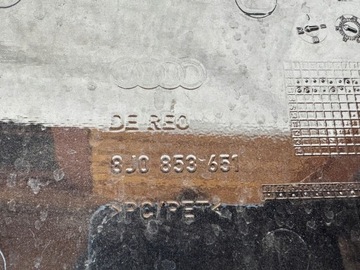 DE REO
8J0 853 651
>PC/PET<